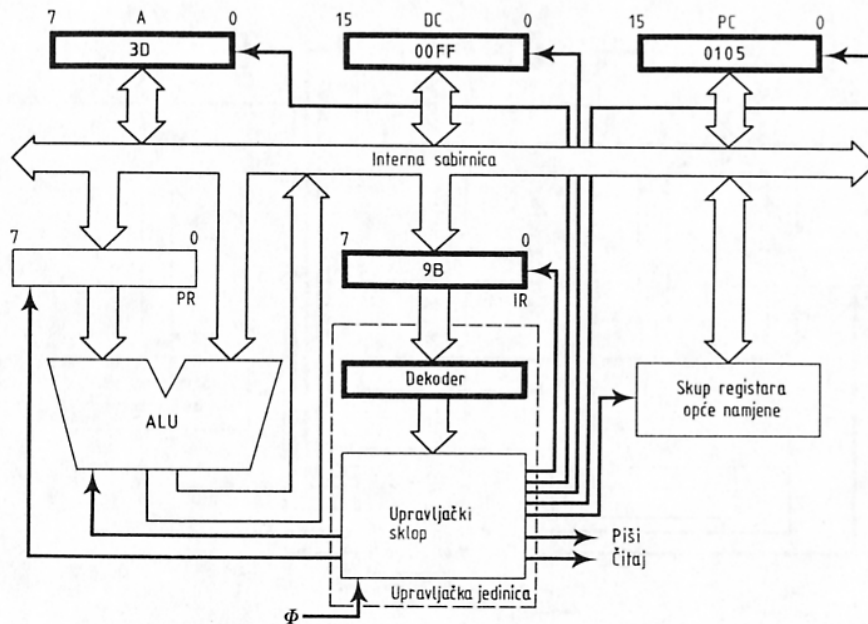 7 A 0
15 DC 0
15 PC 0
3D
00FF
0105
Interna sabirnica
7 0
7 0
9B
PR
IR
Dekoder
ALU
Skup registara
opće namjene
Upravljački
sklop
Piši
Čitaj
Upravljačka jedinica
Φ